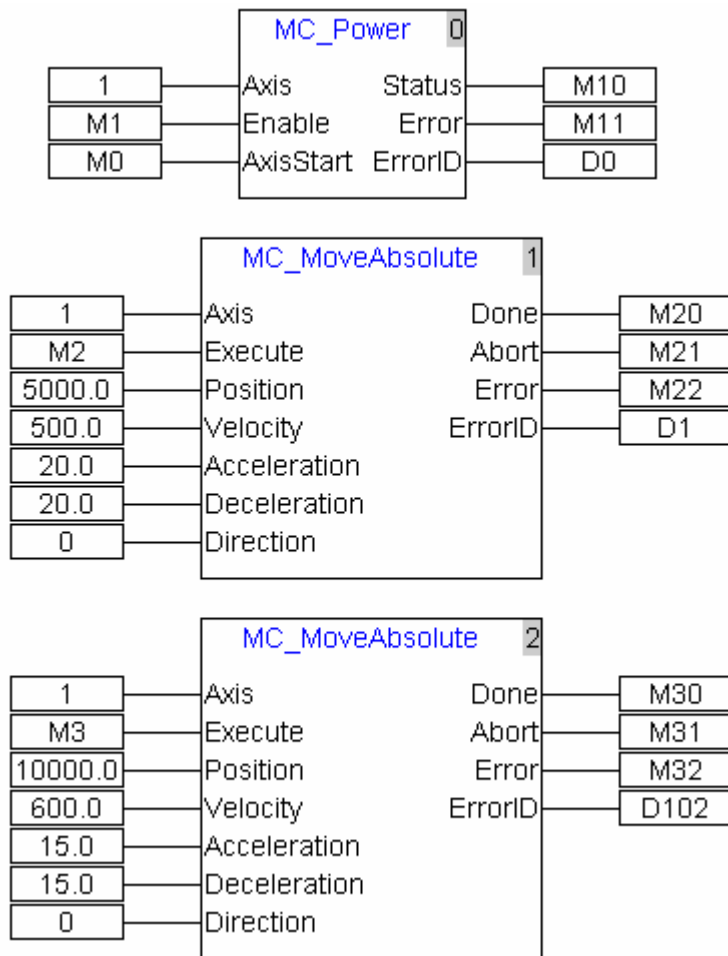 MC_Power 0
1 Axis Status M10
M1 Enable Error M11
M0 AxisStart ErrorID D0
MC_MoveAbsolute 1
1 Axis Done M20
M2 Execute Abort M21
5000.0 Position Error M22
500.0 Velocity ErrorID D1
20.0 Acceleration
20.0 Deceleration
0 Direction
MC_MoveAbsolute 2
1 Axis Done M30
M3 Execute Abort M31
10000.0 Position Error M32
600.0 Velocity ErrorID D102
15.0 Acceleration
15.0 Deceleration
0 Direction